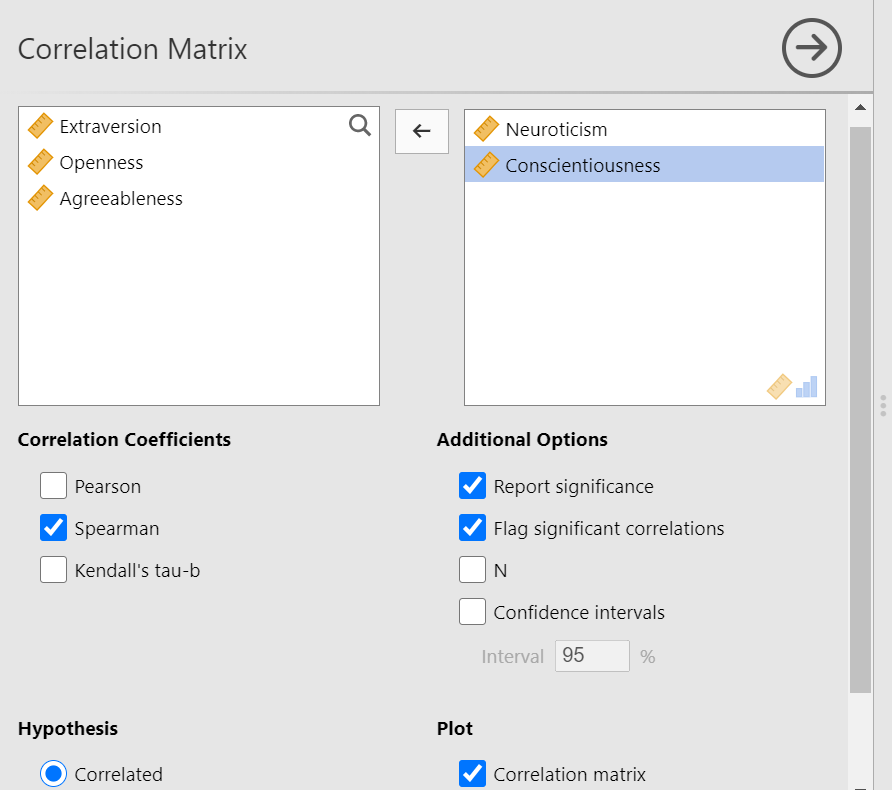 Correlation Matrix
Extraversion
Openness
Agreeableness
Neuroticism
Conscientiousness
Correlation Coefficients
Pearson
Spearman
Kendall's tau-b
Additional Options
Report significance
Flag significant correlations
N
Confidence intervals
Interval 95 %
Hypothesis
Correlated
Plot
Correlation matrix